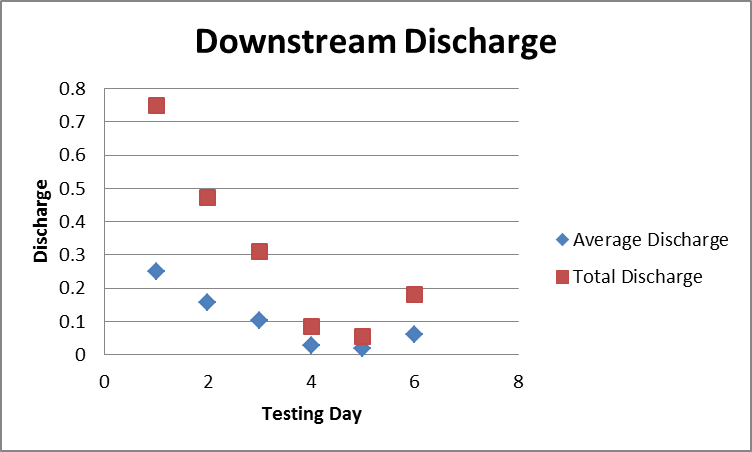 Downstream Discharge
0.8
0.7
0.6
0.5
0.4
0.3
0.2
0.1
0
Discharge
0 2 4 6 8
Testing Day
Average Discharge
Total Discharge